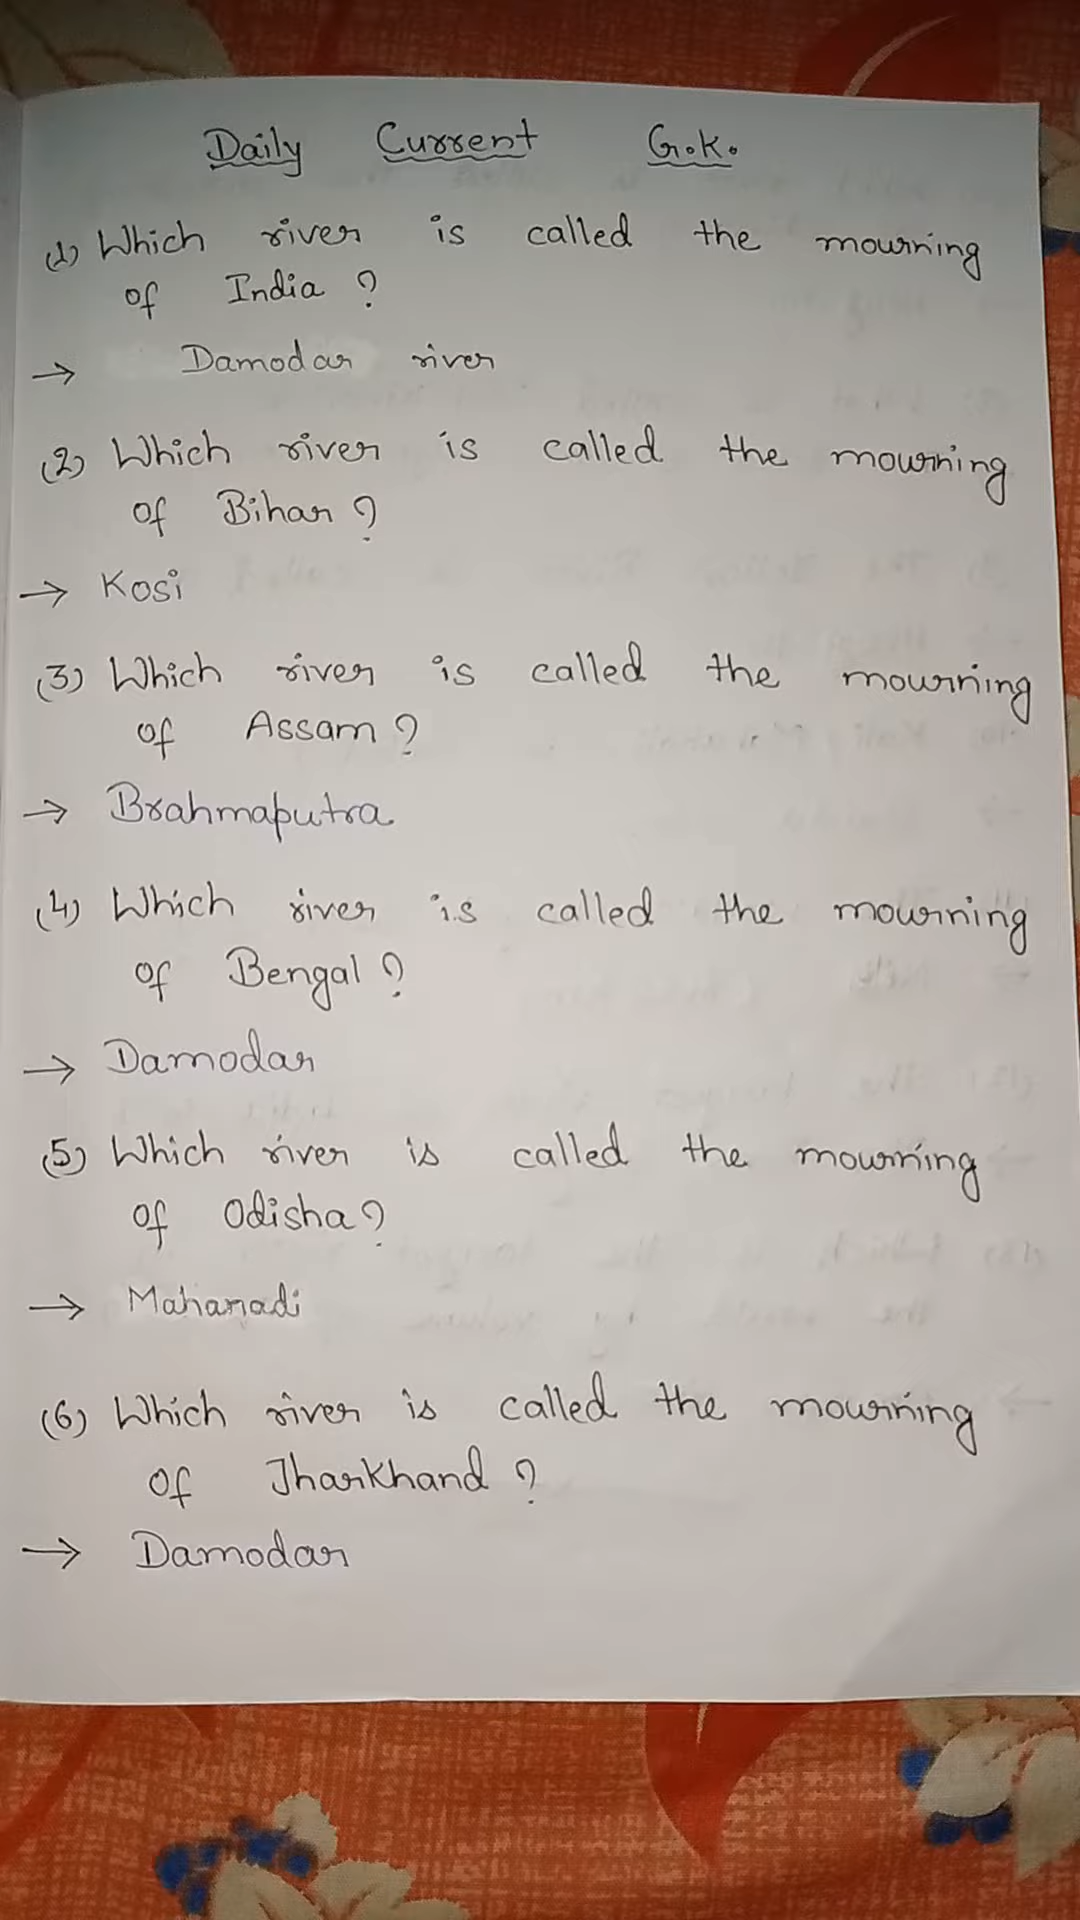 Daily Current G.K.
(1) Which river is called the mourning
of India ?
→ Damodar river
(2) Which river is called the mourning
of Bihar ?
→ Kosi
(3) Which river is called the mourning
of Assam ?
→ Brahmaputra
(4) Which river is called the mourning
of Bengal ?
→ Damodar
(5) Which river is called the mourning
of Odisha ?
→ Mahanadi
(6) Which river is called the mourning
of Jharkhand ?
→ Damodar